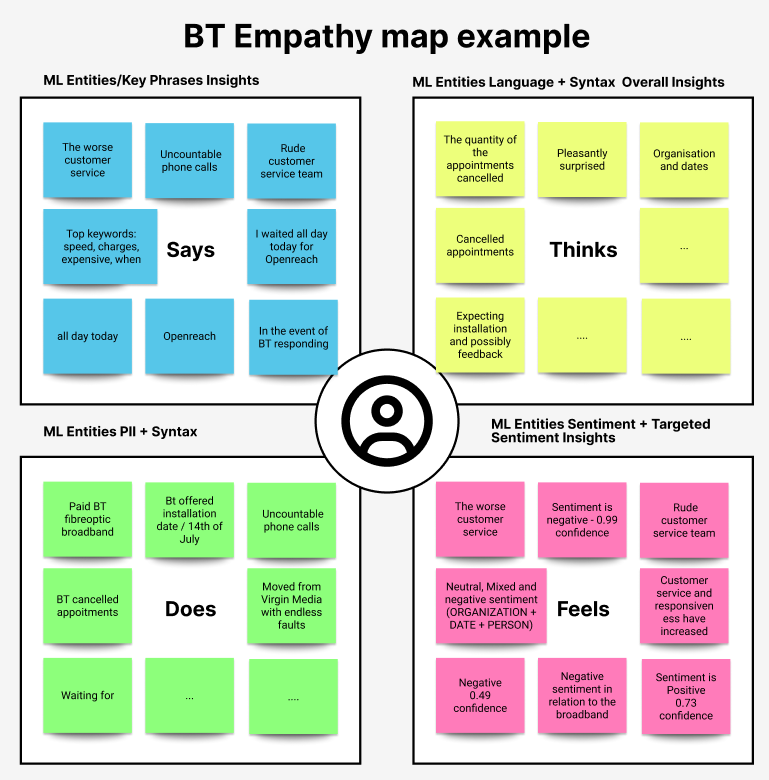 BT Empathy map example
ML Entities/Key Phrases Insights
The worse
customer
service
Uncountable
phone calls
Rude
customer
service team
Top keywords:
speed, charges,
expensive, when
Says
I waited all day
today for
Openreach
all day today
Openreach
In the event of
BT responding
ML Entities Language + Syntax Overall Insights
The quantity of
the
appointments
cancelled
Pleasantly
surprised
Organisation
and dates
Cancelled
appointments
Thinks
...
Expecting
installation
and possibly
feedback
....
....
ML Entities PII + Syntax
Paid BT
fibreoptic
broadband
Bt offered
installation
date / 14th of
July
Uncountable
phone calls
BT cancelled
appoitments
Does
Moved from
Virgin Media
with endless
faults
Waiting for
...
....
ML Entities Sentiment + Targeted
Sentiment Insights
The worse
customer
service
Sentiment is
negative - 0.99
confidence
Rude
customer
service team
Neutral, Mixed and
negative sentiment
(ORGANIZATION +
DATE + PERSON)
Feels
Customer
service and
responsiven
ess have
increased
Negative
0.49
confidence
Negative
sentiment in
relation to the
broadband
Sentiment is
Positive
0.73
confidence